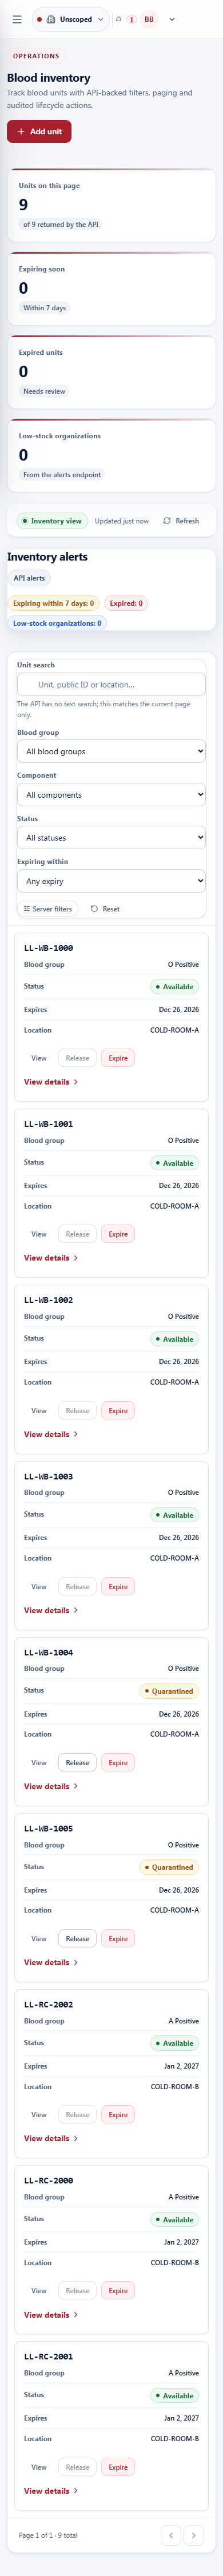 Unscoped
1
BB
OPERATIONS
Blood inventory
Track blood units with API-backed filters, paging and
audited lifecycle actions.
+ Add unit
Units on this page
9
of 9 returned by the API
Expiring soon
0
Within 7 days
Expired units
0
Needs review
Low-stock organizations
0
From the alerts endpoint
Inventory view
Updated just now
Refresh
Inventory alerts
API alerts
Expiring within 7 days: 0
Expired: 0
Low-stock organizations: 0
Unit search
Unit, public ID or location...
The API has no text search; this matches the current page
only.
Blood group
All blood groups
Component
All components
Status
All statuses
Expiring within
Any expiry
Server filters
Reset
LL-WB-1000
Blood group O Positive
Status Available
Expires Dec 26, 2026
Location COLD-ROOM-A
View Release Expire
View details
LL-WB-1001
Blood group O Positive
Status Available
Expires Dec 26, 2026
Location COLD-ROOM-A
View Release Expire
View details
LL-WB-1002
Blood group O Positive
Status Available
Expires Dec 26, 2026
Location COLD-ROOM-A
View Release Expire
View details
LL-WB-1003
Blood group O Positive
Status Available
Expires Dec 26, 2026
Location COLD-ROOM-A
View Release Expire
View details
LL-WB-1004
Blood group O Positive
Status Quarantined
Expires Dec 26, 2026
Location COLD-ROOM-A
View Release Expire
View details
LL-WB-1005
Blood group O Positive
Status Quarantined
Expires Dec 26, 2026
Location COLD-ROOM-A
View Release Expire
View details
LL-RC-2002
Blood group A Positive
Status Available
Expires Jan 2, 2027
Location COLD-ROOM-B
View Release Expire
View details
LL-RC-2000
Blood group A Positive
Status Available
Expires Jan 2, 2027
Location COLD-ROOM-B
View Release Expire
View details
LL-RC-2001
Blood group A Positive
Status Available
Expires Jan 2, 2027
Location COLD-ROOM-B
View Release Expire
View details
Page 1 of 1 · 9 total